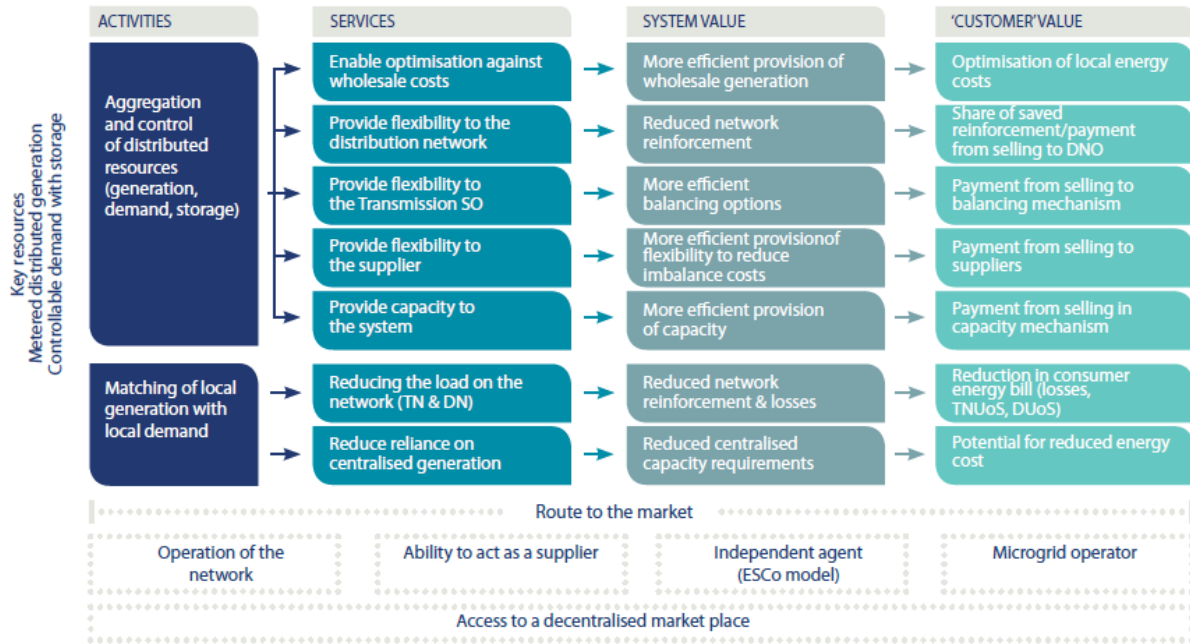 ACTIVITIES
SERVICES
SYSTEM VALUE
‘CUSTOMER’ VALUE
Key resources
Metered distributed generation
Controllable demand with storage
Aggregation
and control
of distributed
resources
(generation,
demand, storage)
Enable optimisation against
wholesale costs
More efficient provision of
wholesale generation
Optimisation of local energy
costs
Provide flexibility to the
distribution network
Reduced network
reinforcement
Share of saved
reinforcement/payment
from selling to DNO
Provide flexibility to
the Transmission SO
More efficient
balancing options
Payment from selling to
balancing mechanism
Provide flexibility to
the supplier
More efficient provisionof
flexibility to reduce
imbalance costs
Payment from selling to
suppliers
Provide capacity to
the system
More efficient provision
of capacity
Payment from selling in
capacity mechanism
Matching of local
generation with
local demand
Reducing the load on the
network (TN & DN)
Reduced network
reinforcement & losses
Reduction in consumer
energy bill (losses,
TNUoS, DUoS)
Reduce reliance on
centralised generation
Reduced centralised
capacity requirements
Potential for reduced energy
cost
Route to the market
Operation of the
network
Ability to act as a supplier
Independent agent
(ESCo model)
Microgrid operator
Access to a decentralised market place